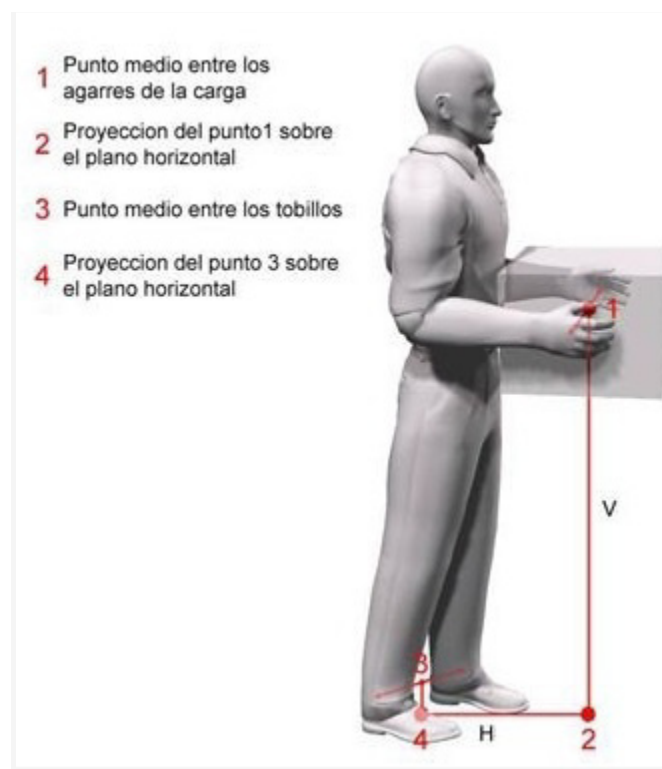 1 Punto medio entre los
agarres de la carga
2 Proyeccion del punto1 sobre
el plano horizontal
3 Punto medio entre los tobillos
4 Proyeccion del punto 3 sobre
el plano horizontal
1
V
3
4
H
2